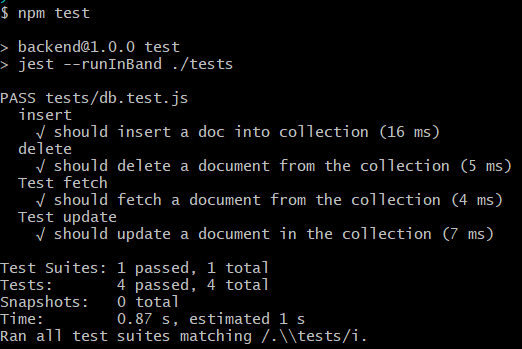 $ npm test
> backend@1.0.0 test
> jest --runInBand ./tests
PASS tests/db.test.js
insert
√ should insert a doc into collection (16 ms)
delete
√ should delete a document from the collection (5 ms)
Test fetch
√ should fetch a document from the collection (4 ms)
Test update
√ should update a document in the collection (7 ms)
Test Suites: 1 passed, 1 total
Tests:       4 passed, 4 total
Snapshots:   0 total
Time:        0.87 s, estimated 1 s
Ran all test suites matching /.\\tests/i.